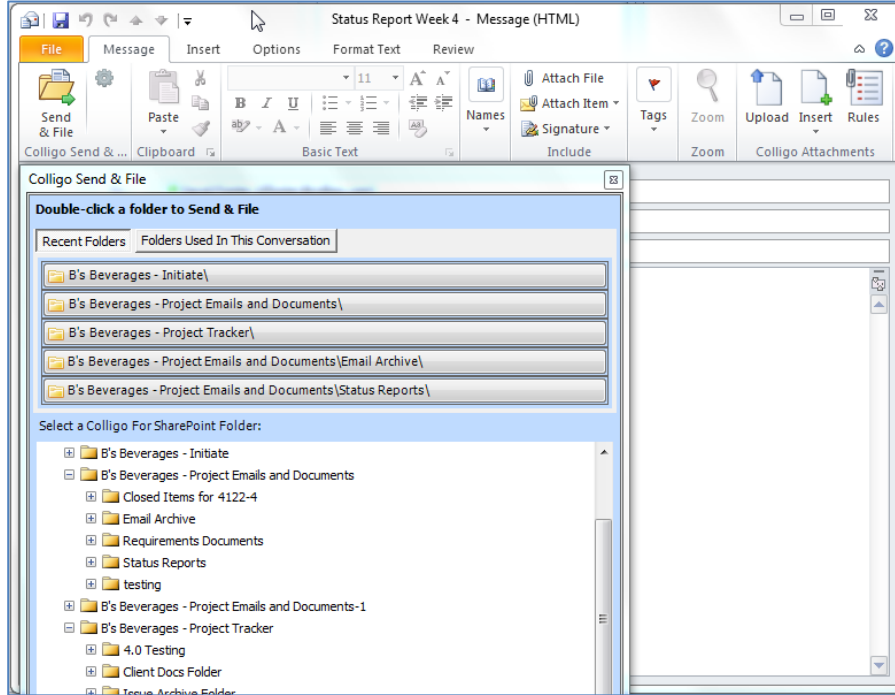 Status Report Week 4 - Message (HTML)
File Message Insert Options Format Text Review
Send & File
Paste
11
A A
B I U
ab A
Aa
Names
Attach File
Attach Item
Signature
Tags
Zoom
Upload Insert Rules
Colligo Send & ... Clipboard Basic Text Include Zoom Colligo Attachments
Colligo Send & File
Double-click a folder to Send & File
Recent Folders Folders Used In This Conversation
B's Beverages - Initiate\
B's Beverages - Project Emails and Documents\
B's Beverages - Project Tracker\
B's Beverages - Project Emails and Documents\Email Archive\
B's Beverages - Project Emails and Documents\Status Reports\
Select a Colligo For SharePoint Folder:
B's Beverages - Initiate
B's Beverages - Project Emails and Documents
Closed Items for 4122-4
Email Archive
Requirements Documents
Status Reports
testing
B's Beverages - Project Emails and Documents-1
B's Beverages - Project Tracker
4.0 Testing
Client Docs Folder
Issue Archive Folder